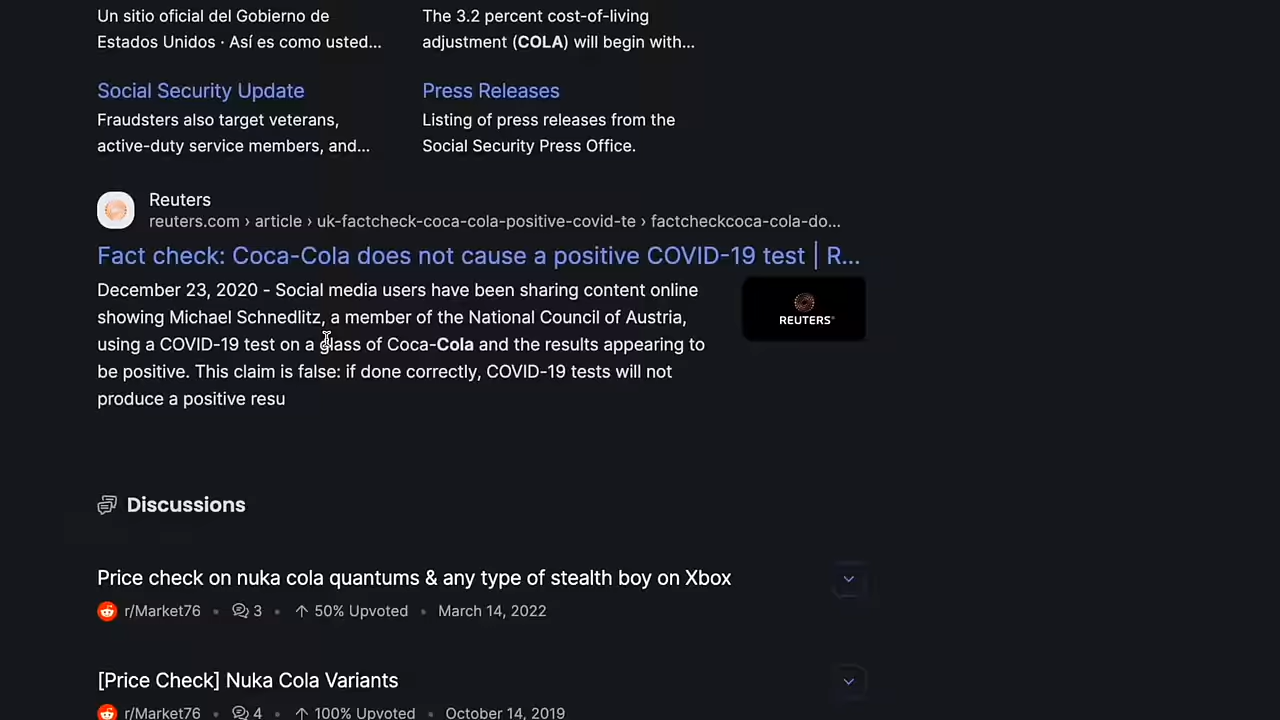 Un sitio oficial del Gobierno de
Estados Unidos · Así es como usted...
The 3.2 percent cost-of-living
adjustment (COLA) will begin with...
Social Security Update
Fraudsters also target veterans,
active-duty service members, and...
Press Releases
Listing of press releases from the
Social Security Press Office.
Reuters
reuters.com › article › uk-factcheck-coca-cola-positive-covid-te › factcheckcoca-cola-do...
Fact check: Coca-Cola does not cause a positive COVID-19 test | R...
December 23, 2020 - Social media users have been sharing content online
showing Michael Schnedlitz, a member of the National Council of Austria,
using a COVID-19 test on a glass of Coca-Cola and the results appearing to
be positive. This claim is false: if done correctly, COVID-19 tests will not
produce a positive resu
REUTERS®
Discussions
Price check on nuka cola quantums & any type of stealth boy on Xbox
r/Market76 • 3 • ↑ 50% Upvoted • March 14, 2022
[Price Check] Nuka Cola Variants
r/Market76 • 4 • ↑ 100% Upvoted • October 14, 2019